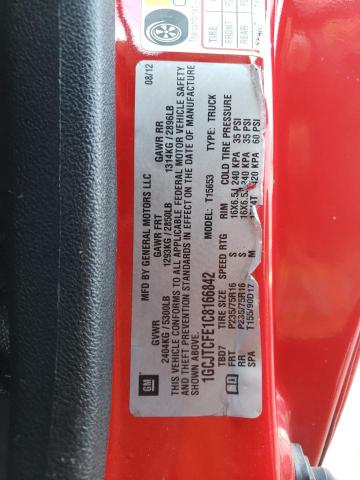 MFD BY GENERAL MOTORS LLC
08/12
GVWR
GAWR FRT
GAWR RR
2404KG / 5300LB
1293KG / 2850LB
1314KG / 2896LB
THIS VEHICLE CONFORMS TO ALL APPLICABLE FEDERAL MOTOR VEHICLE SAFETY
AND THEFT PREVENTION STANDARDS IN EFFECT ON THE DATE OF MANUFACTURE
SHOWN ABOVE.
1GCJTCFE1C8166842
MODEL: T15653
TYPE: TRUCK
TBD7
TIRE SIZE
SPEED RTG
RIM
COLD TIRE PRESSURE
FRT
P235/75R16
S
16X6.5J
240 KPA
35 PSI
RR
P235/75R16
S
16X6.5
240 KPA
35 PSI
SPA
T155/90D17
M
4T
420 KPA
60 PSI
GM
TIRE
FRONT
REAR